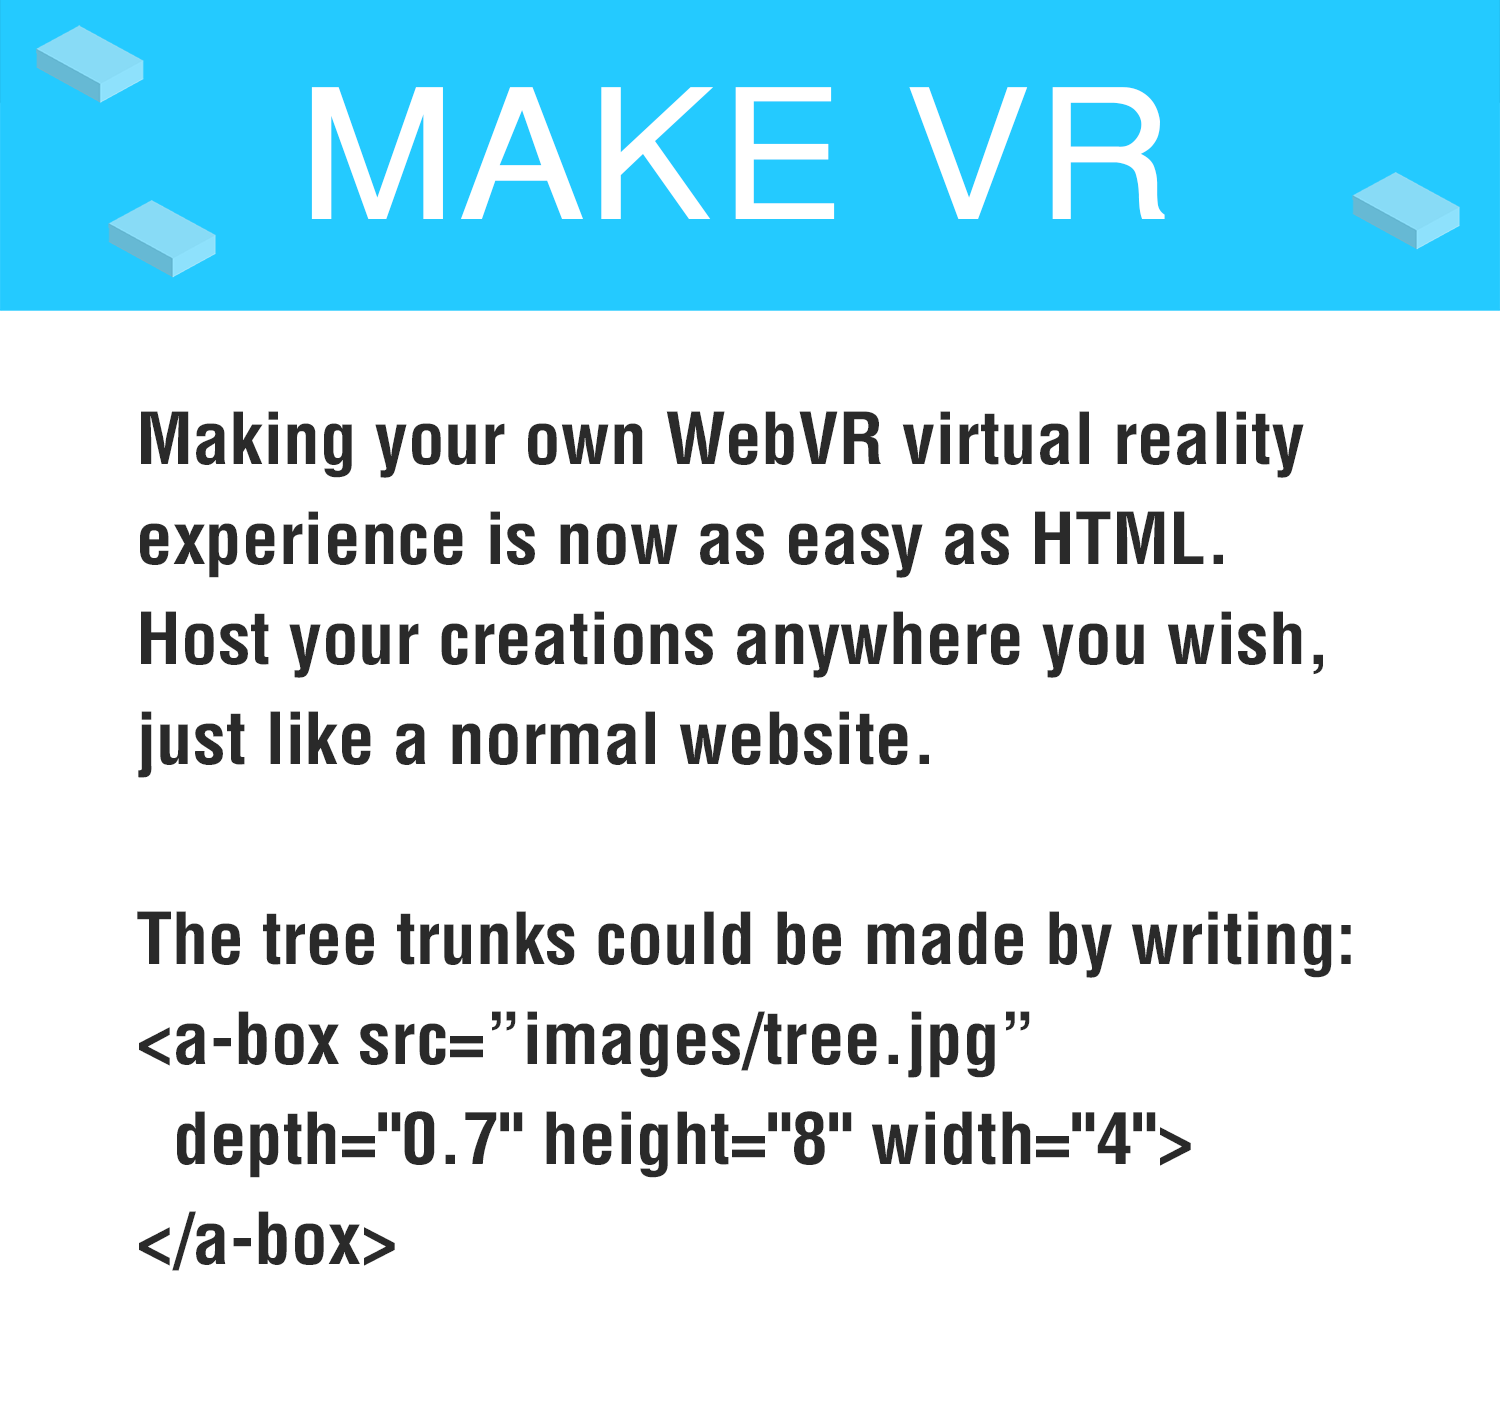 MAKE VR
Making your own WebVR virtual reality
experience is now as easy as HTML.
Host your creations anywhere you wish,
just like a normal website.
The tree trunks could be made by writing:
<a-box src=”images/tree.jpg”
depth="0.7" height="8" width="4">
</a-box>